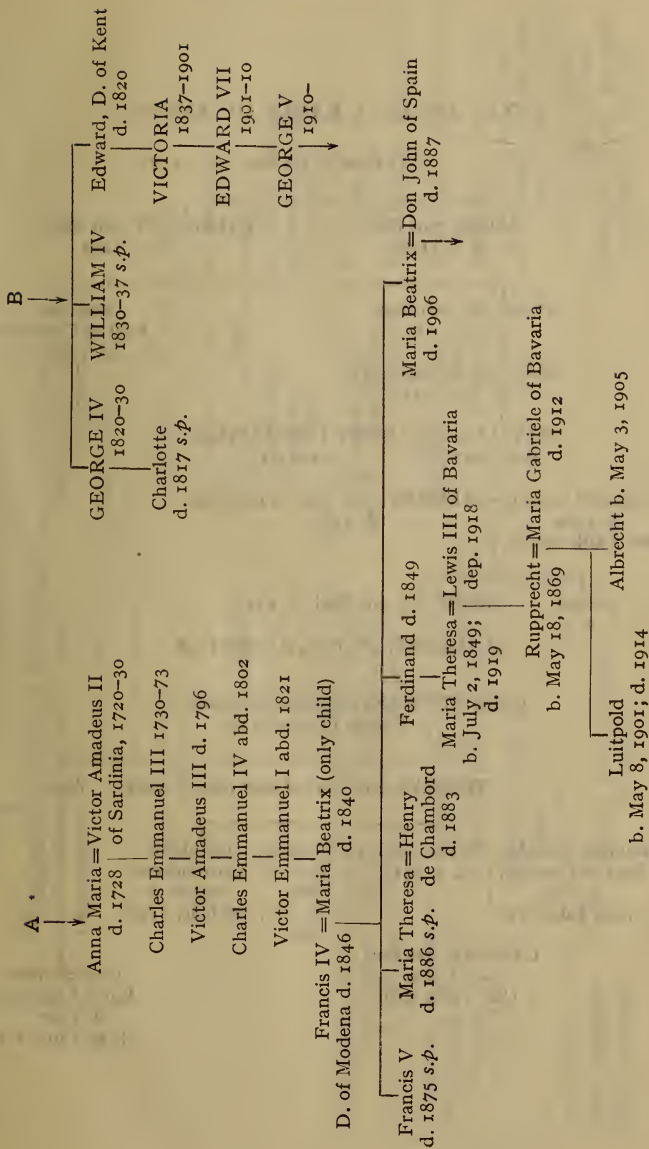 A
Anna Maria=Victor Amadeus II
d. 1728 of Sardinia, 1720-30
Charles Emmanuel III 1730-73
Victor Amadeus III d. 1796
Charles Emmanuel IV abd. 1802
Victor Emmanuel I abd. 1821
Francis IV =Maria Beatrix (only child)
D. of Modena d. 1846 d. 1840
Francis V
d. 1875 s.p.
Maria Theresa=Henry
d. 1886 s.p. de Chambord
d. 1883
Ferdinand d. 1849
Maria Theresa=Lewis III of Bavaria
b. July 2, 1849; dep. 1918
d. 1919
Rupprecht=Maria Gabriele of Bavaria
b. May 18, 1869 d. 1912
Luitpold
b. May 8, 1901; d. 1914
Albrecht b. May 3, 1905
Maria Beatrix=Don John of Spain
d. 1906 d. 1887
B
GEORGE IV
1820-30
Charlotte
d. 1817 s.p.
WILLIAM IV
1830-37 s.p.
Edward, D. of Kent
d. 1820
VICTORIA
1837-1901
EDWARD VII
1901-10
GEORGE V
1910-